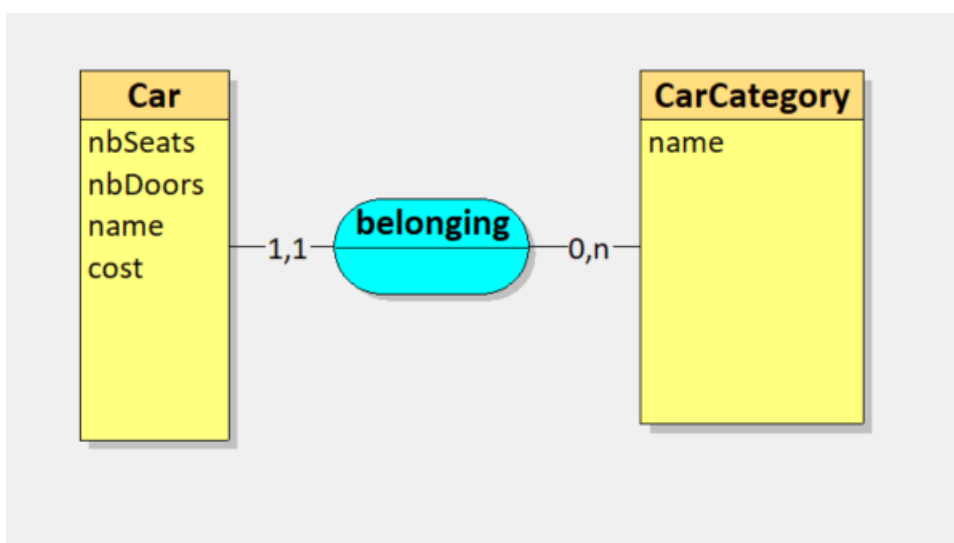 Car
nbSeats
nbDoors
name
cost
1,1
belonging
0,n
CarCategory
name